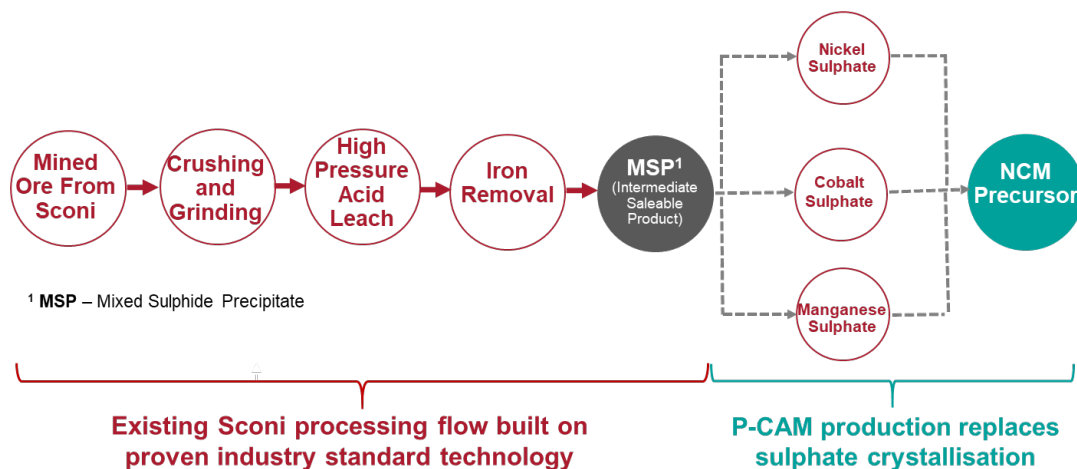 Mined
Ore From
Sconi
Crushing
and
Grinding
High
Pressure
Acid
Leach
Iron
Removal
MSP¹
(Intermediate
Saleable
Product)
Nickel
Sulphate
Cobalt
Sulphate
Manganese
Sulphate
NCM
Precursor
¹ MSP – Mixed Sulphide Precipitate
Existing Sconi processing flow built on
proven industry standard technology
P-CAM production replaces
sulphate crystallisation